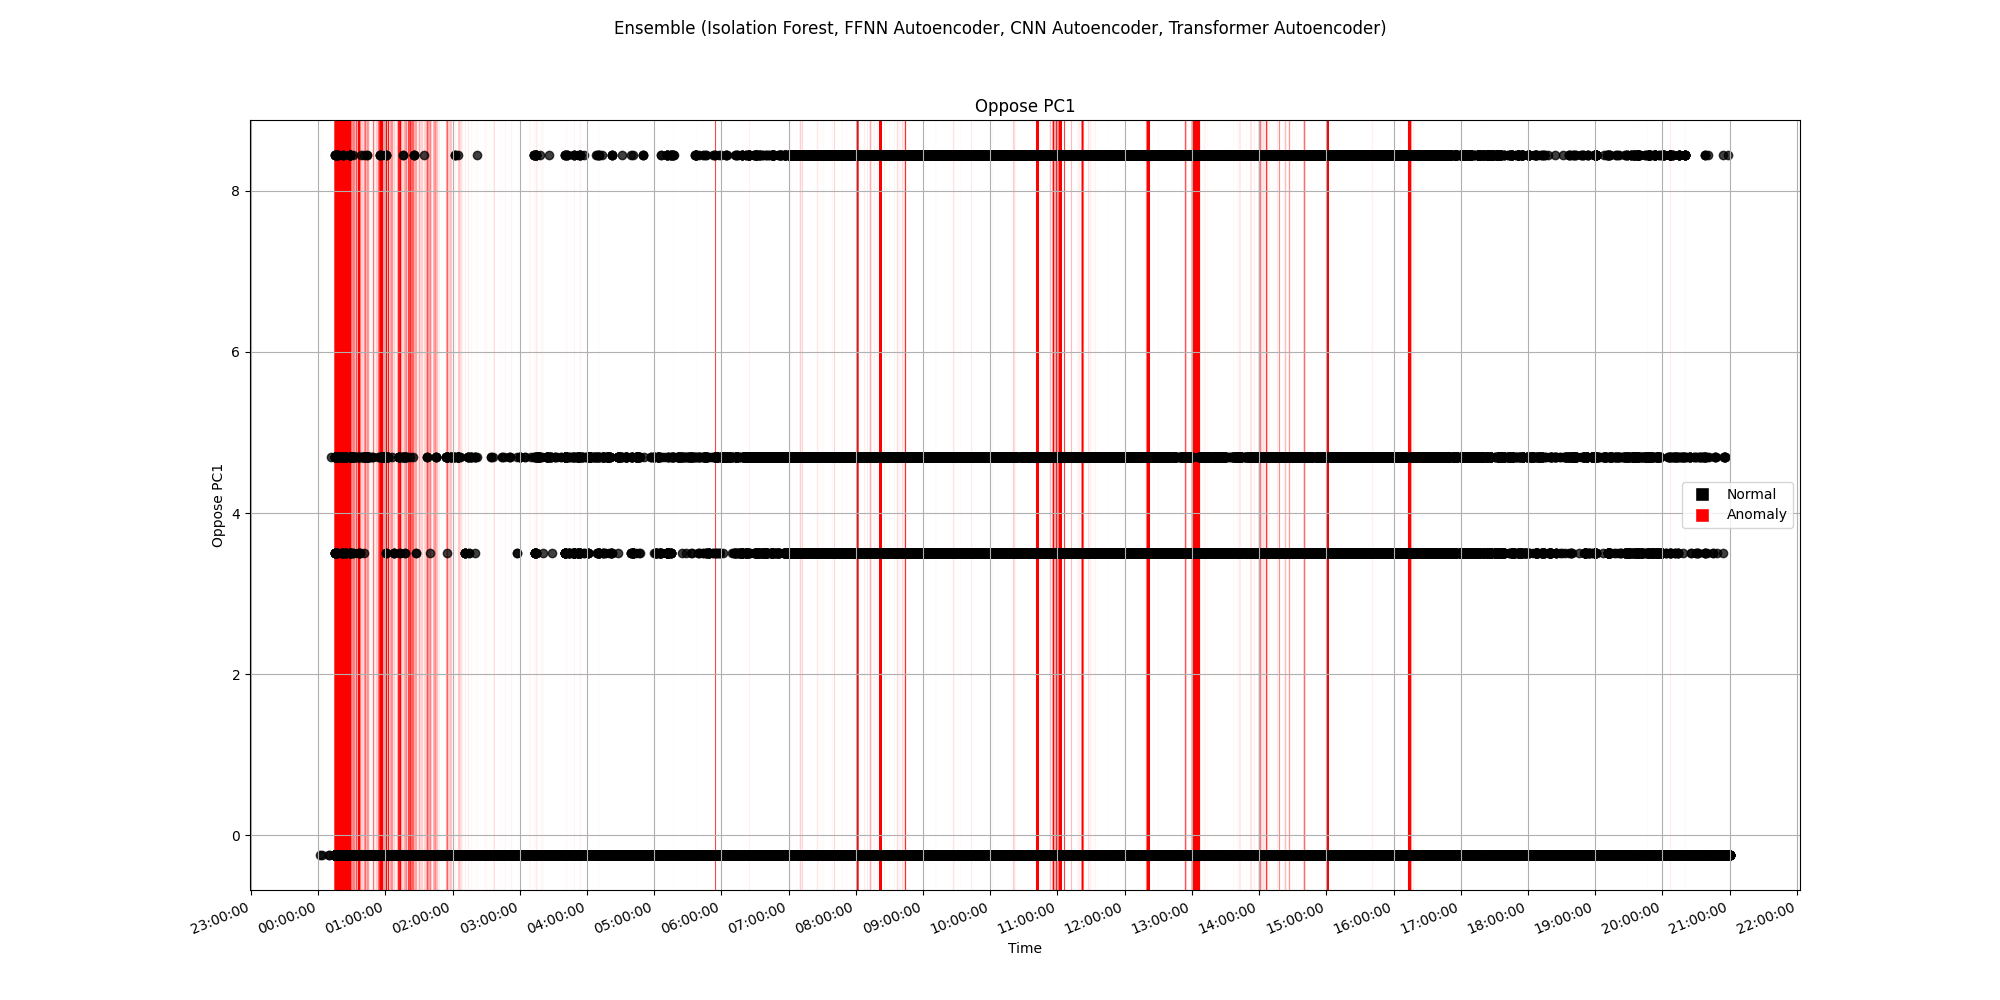 Ensemble (Isolation Forest, FFNN Autoencoder, CNN Autoencoder, Transformer Autoencoder)
Oppose PC1
8
6
4
2
0
Oppose PC1
Normal
Anomaly
23:00:00 00:00:00 01:00:00 02:00:00 03:00:00 04:00:00 05:00:00 06:00:00 07:00:00 08:00:00 09:00:00 10:00:00 11:00:00 12:00:00 13:00:00 14:00:00 15:00:00 16:00:00 17:00:00 18:00:00 19:00:00 20:00:00 21:00:00 22:00:00
Time